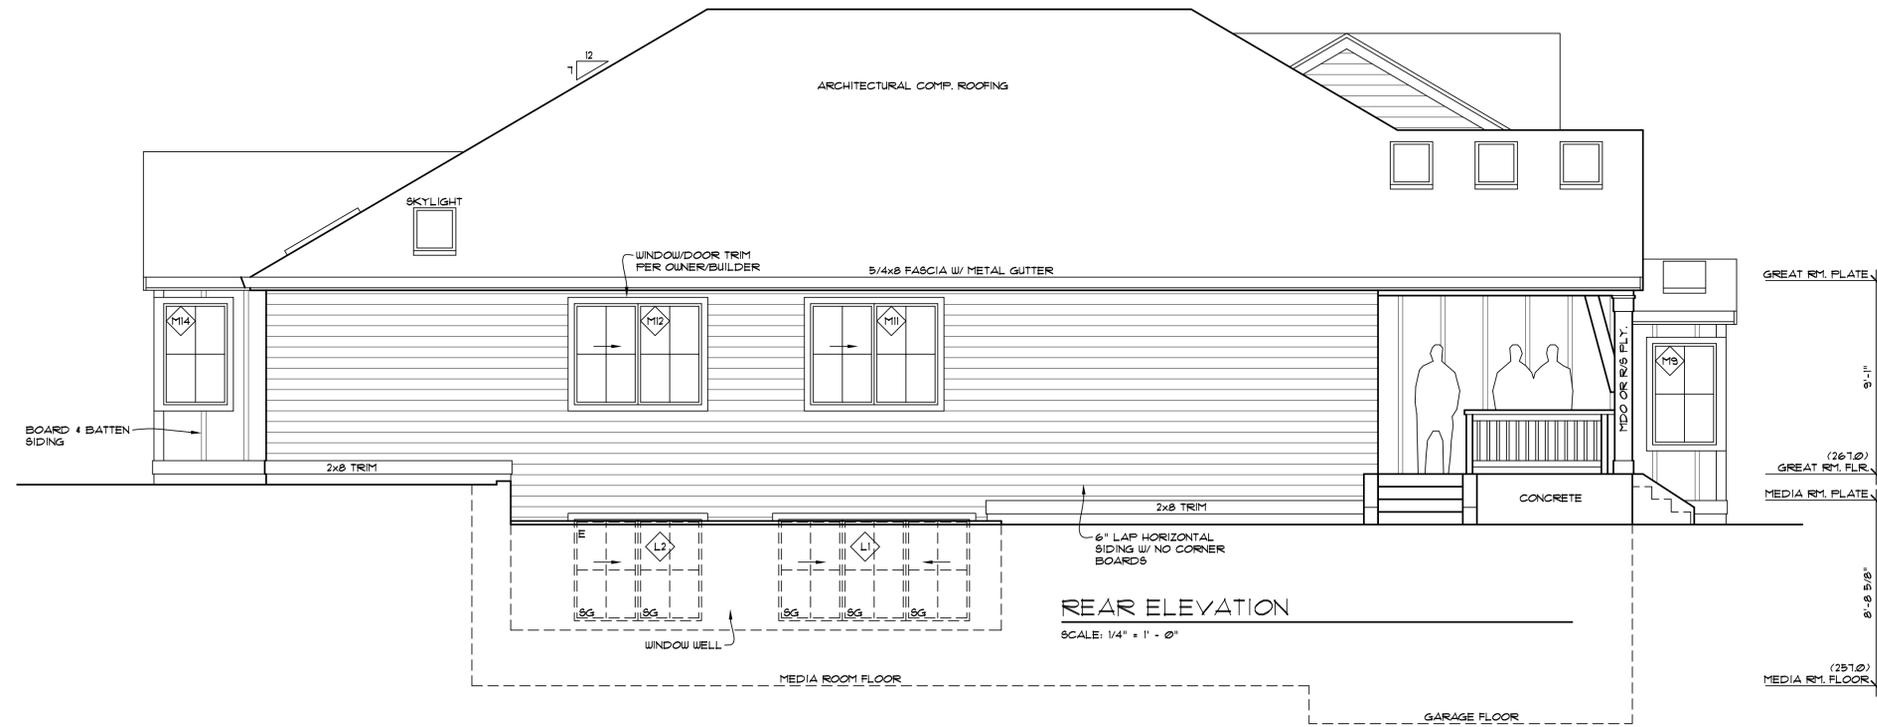 12
7
ARCHITECTURAL COMP. ROOFING
SKYLIGHT
WINDOW/DOOR TRIM
PER OWNER/BUILDER
5/4x8 FASCIA W/ METAL GUTTER
GREAT RM. PLATE
M14
M12
M11
MDO OR R/S PLY.
M9
9'-1"
BOARD & BATTEN
SIDING
2x8 TRIM
(267.0)
GREAT RM. FLR.
MEDIA RM. PLATE
CONCRETE
2x8 TRIM
E
L2
L1
6" LAP HORIZONTAL
SIDING W/ NO CORNER
BOARDS
SG
SG
SG
SG
SG
REAR ELEVATION
SCALE: 1/4" = 1' - 0"
8'-8 5/8"
WINDOW WELL
(257.0)
MEDIA ROOM FLOOR
MEDIA RM. FLOOR
GARAGE FLOOR